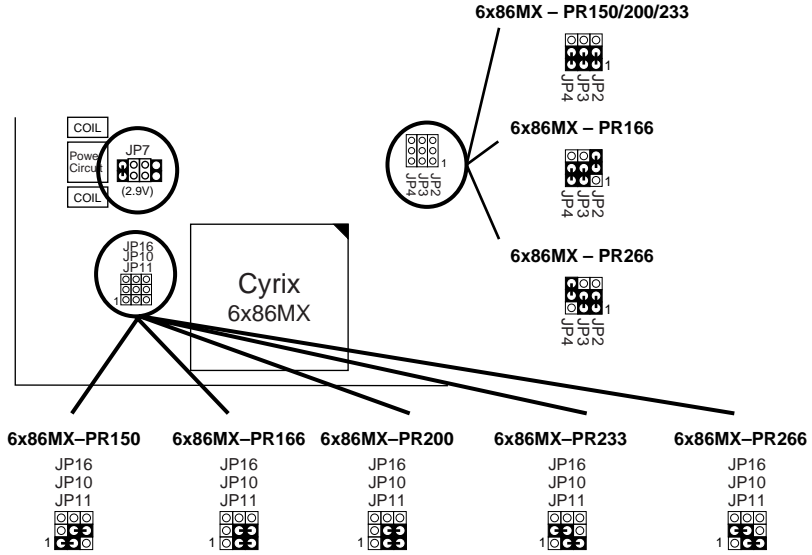 6x86MX – PR150/200/233
1
JP4
JP3
JP2
COIL
Power
Circuit
COIL
JP7
(2.9V)
1
JP4
JP3
JP2
6x86MX – PR166
1
JP4
JP3
JP2
JP16
JP10
JP11
1
Cyrix
6x86MX
6x86MX – PR266
1
JP4
JP3
JP2
6x86MX–PR150
JP16
JP10
JP11
1
6x86MX–PR166
JP16
JP10
JP11
1
6x86MX–PR200
JP16
JP10
JP11
1
6x86MX–PR233
JP16
JP10
JP11
1
6x86MX–PR266
JP16
JP10
JP11
1